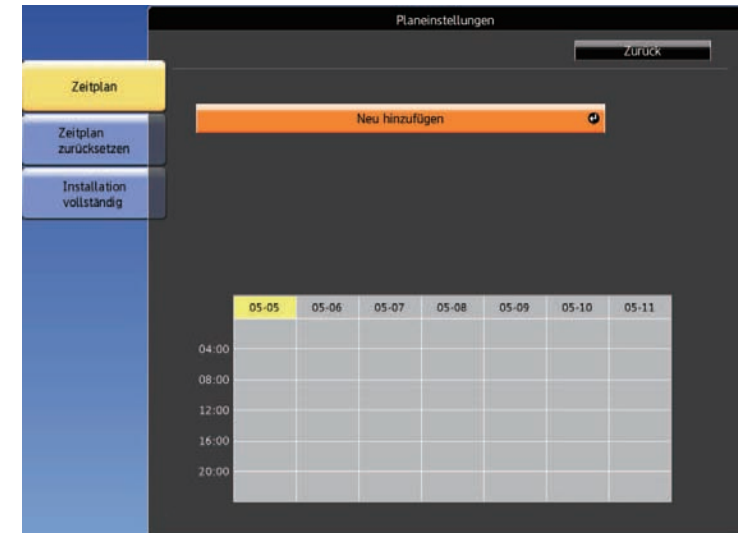 Planeinstellungen
Zurück
Zeitplan
Zeitplan
zurücksetzen
Installation
vollständig
Neu hinzufügen
05-05 05-06 05-07 05-08 05-09 05-10 05-11
04:00
08:00
12:00
16:00
20:00